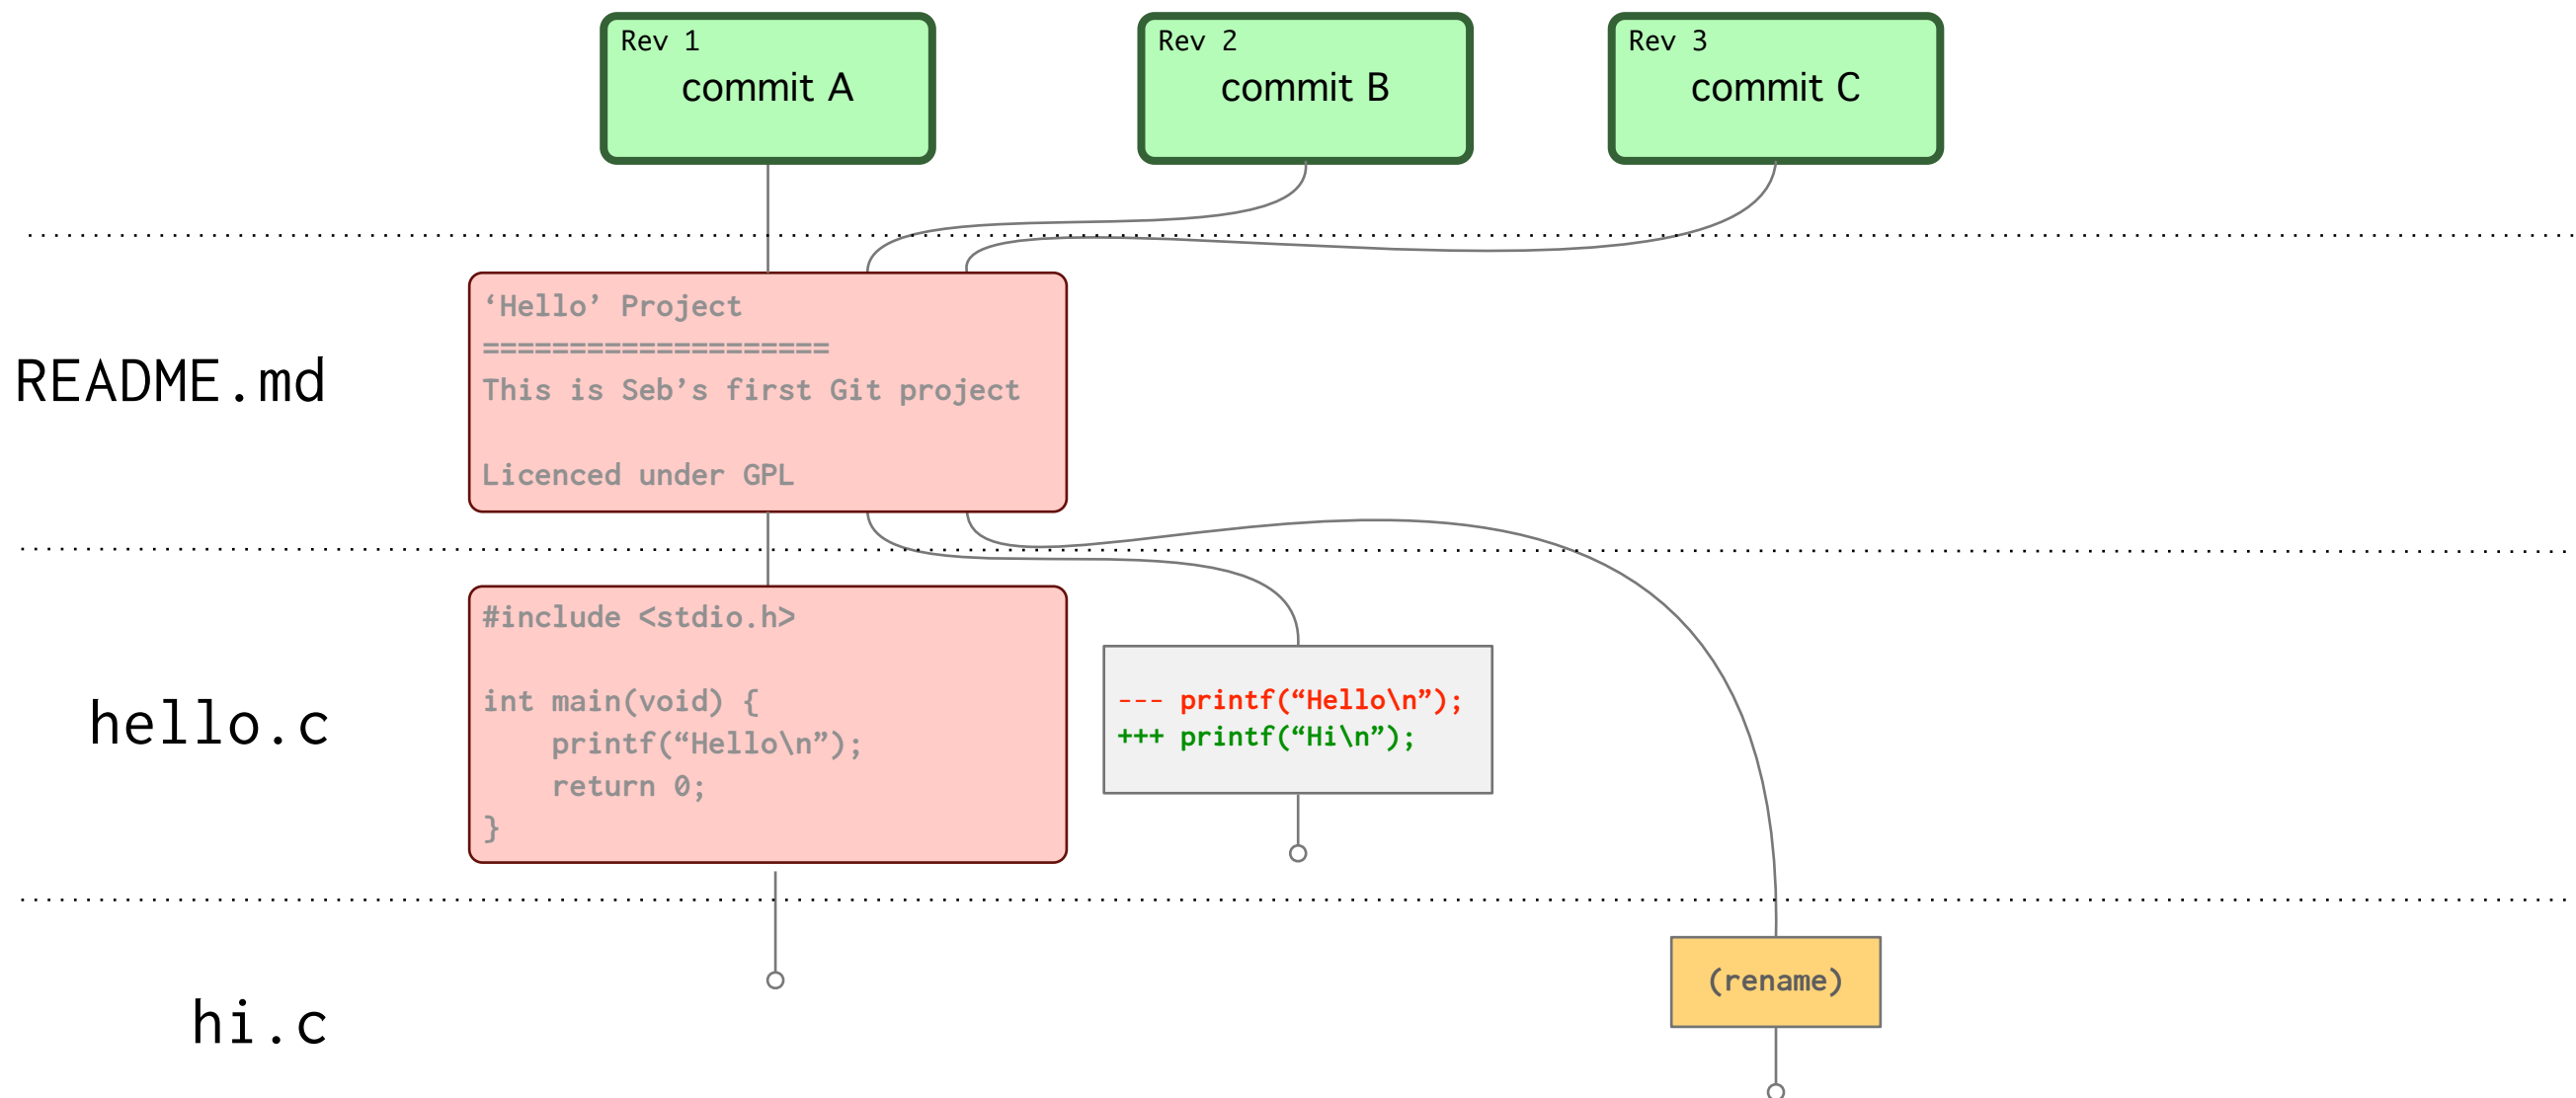 Rev 1
commit A
Rev 2
commit B
Rev 3
commit C
README.md
‘Hello’ Project
====================
This is Seb’s first Git project
Licenced under GPL
hello.c
#include <stdio.h>
int main(void) {
    printf(“Hello\n”);
    return 0;
}
--- printf(“Hello\n”);
+++ printf(“Hi\n”);
hi.c
(rename)